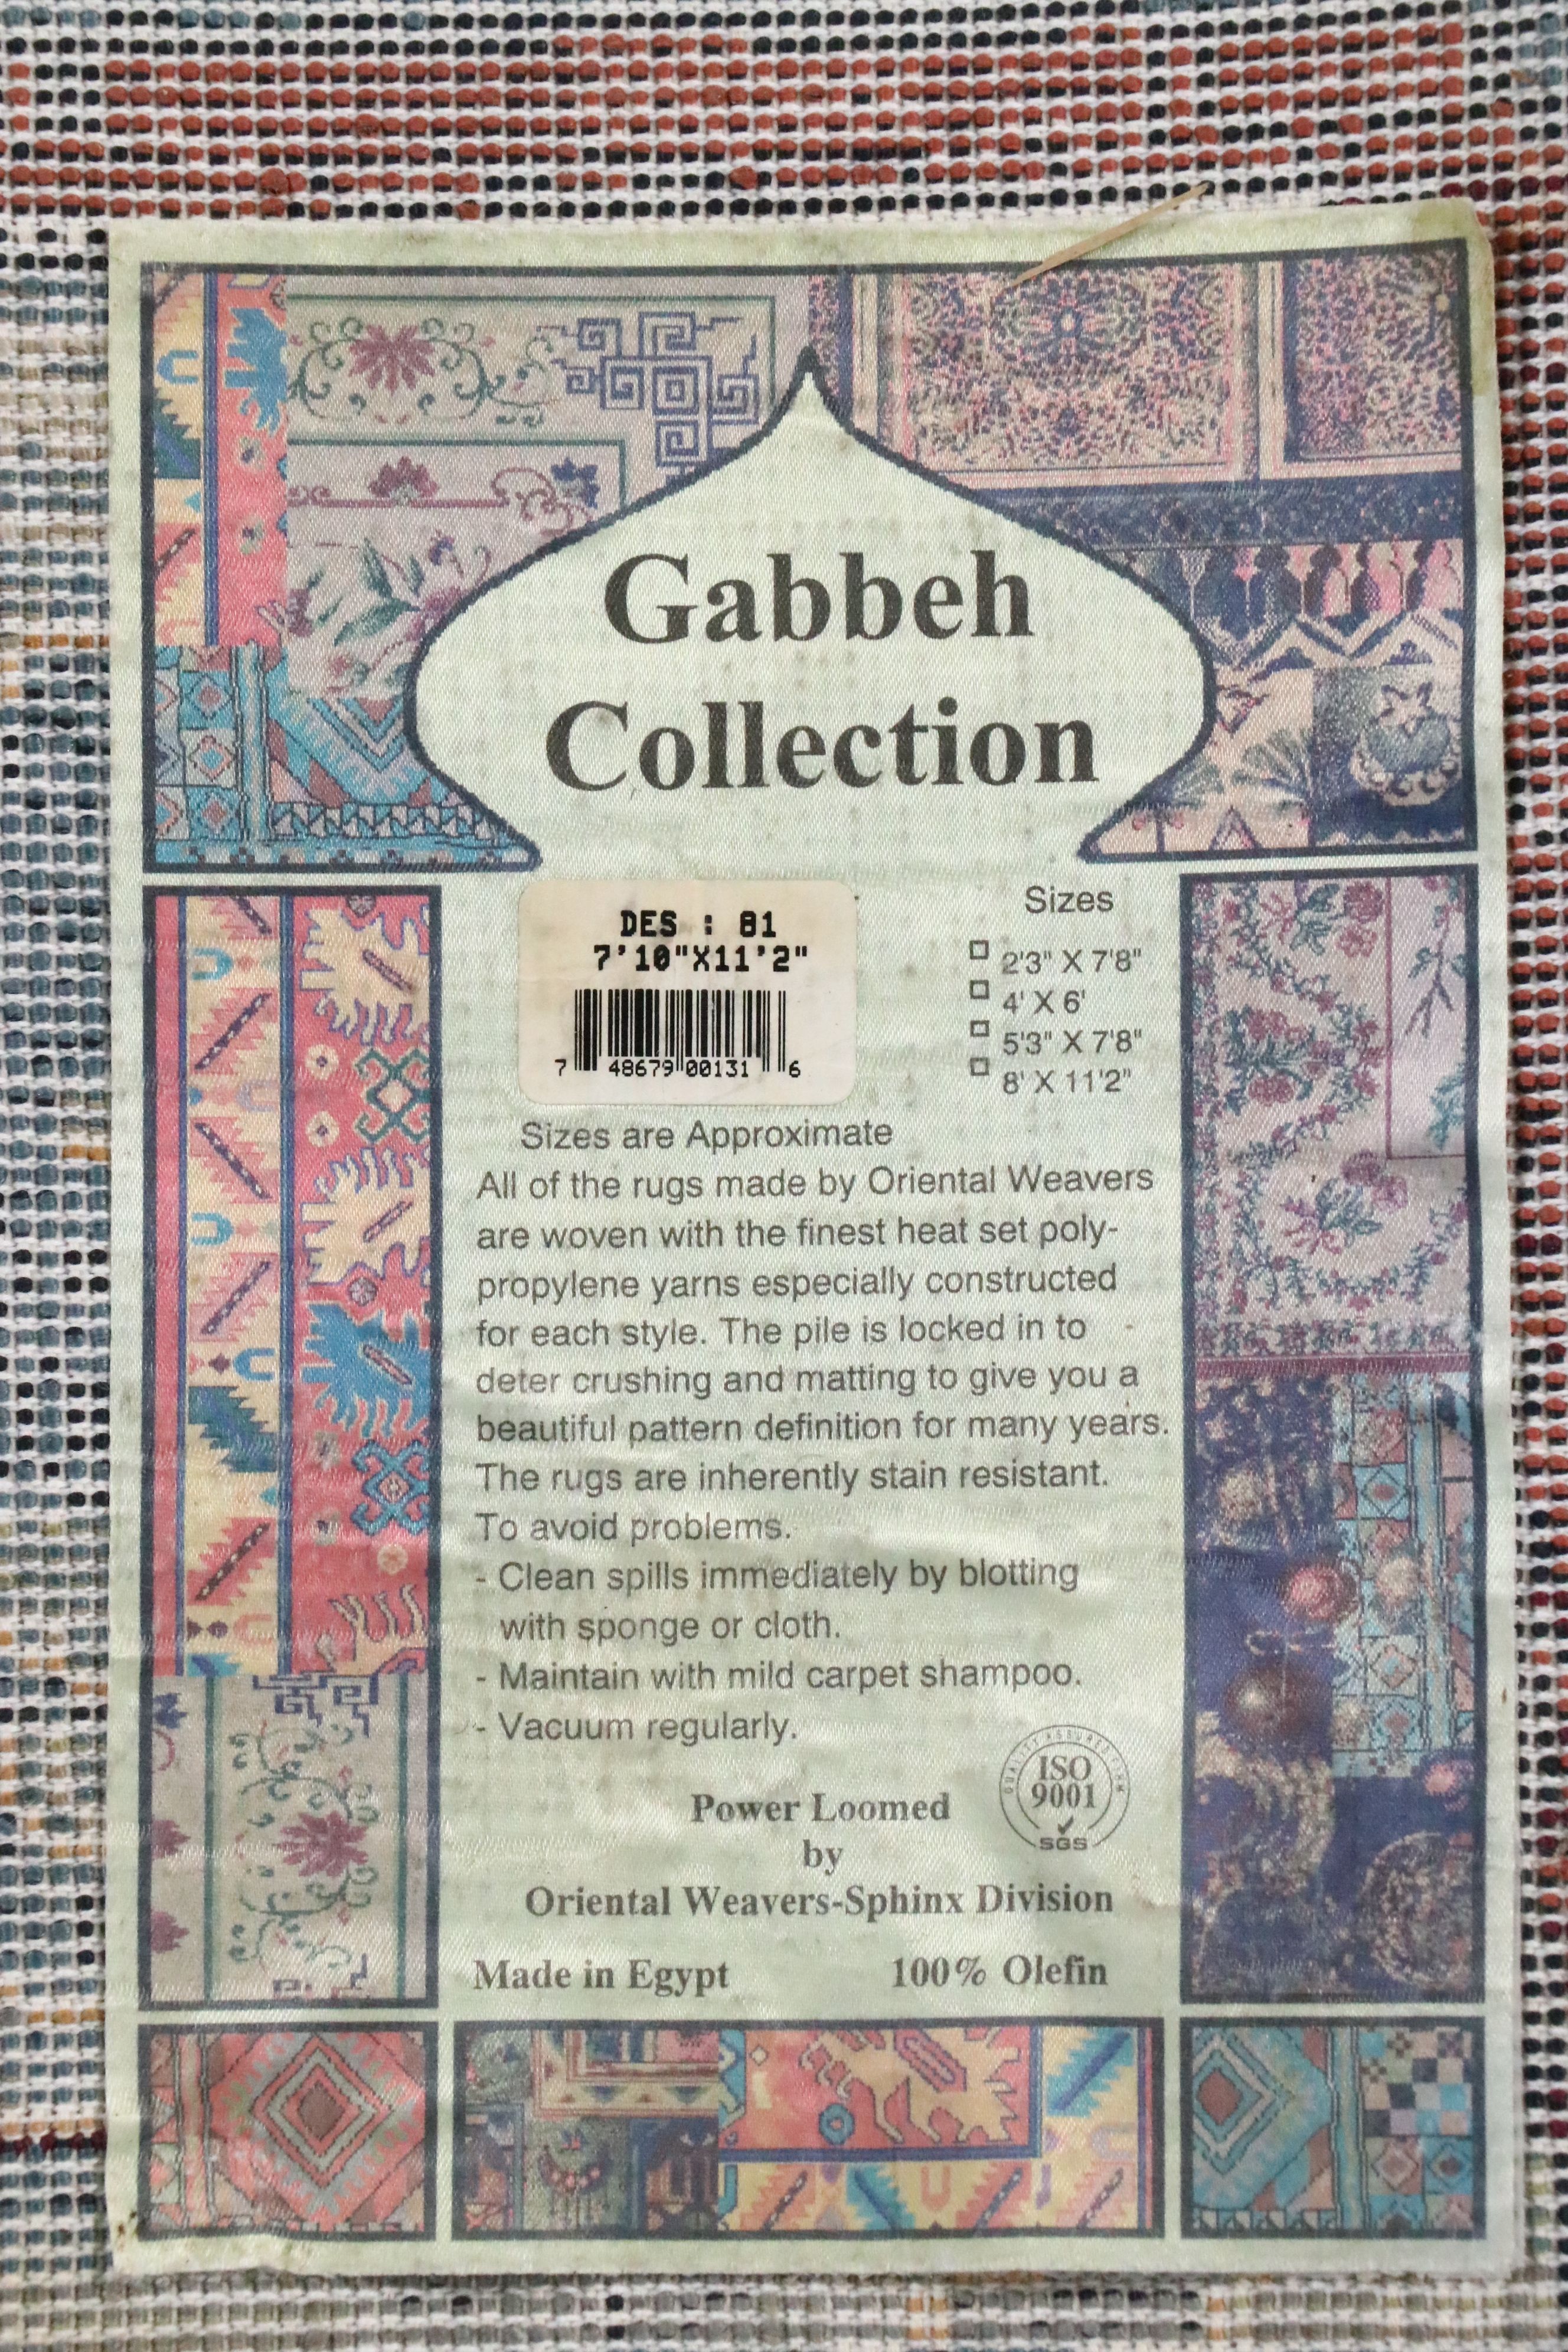 Gabbeh
Collection
DES : 81
7'10"X11'2"
7 48679 00131 6
Sizes
2'3" X 7'8"
4' X 6'
5'3" X 7'8"
8' X 11'2"
Sizes are Approximate
All of the rugs made by Oriental Weavers
are woven with the finest heat set poly-
propylene yarns especially constructed
for each style. The pile is locked in to
deter crushing and matting to give you a
beautiful pattern definition for many years.
The rugs are inherently stain resistant.
To avoid problems.
- Clean spills immediately by blotting
with sponge or cloth.
- Maintain with mild carpet shampoo.
- Vacuum regularly.
QUALITY ASSURED FIRM
ISO
9001
SGS
Power Loomed
by
Oriental Weavers-Sphinx Division
Made in Egypt 100% Olefin